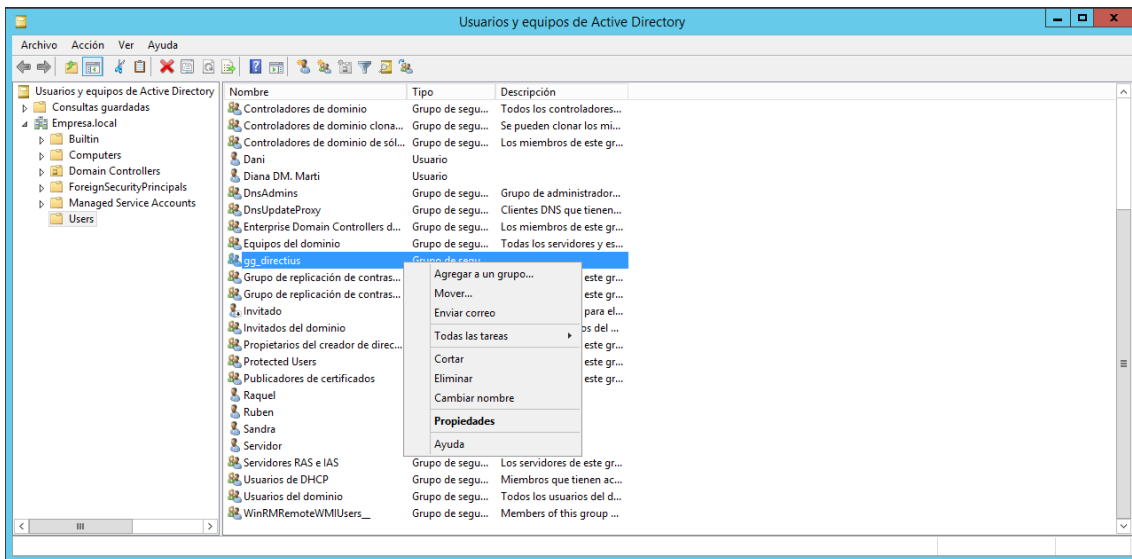 Usuarios y equipos de Active Directory
Archivo Acción Ver Ayuda
Usuarios y equipos de Active Directory
Consultas guardadas
Empresa.local
Builtin
Computers
Domain Controllers
ForeignSecurityPrincipals
Managed Service Accounts
Users
Nombre Tipo Descripción
Controladores de dominio Grupo de segu... Todos los controladores...
Controladores de dominio clona... Grupo de segu... Se pueden clonar los mi...
Controladores de dominio de sól... Grupo de segu... Los miembros de este gr...
Dani Usuario
Diana DM. Marti Usuario
DnsAdmins Grupo de segu... Grupo de administrador...
DnsUpdateProxy Grupo de segu... Clientes DNS que tienen...
Enterprise Domain Controllers d... Grupo de segu... Los miembros de este gr...
Equipos del dominio Grupo de segu... Todas los servidores y es...
gg_directius Grupo de segu...
Grupo de replicación de contras... este gr...
Grupo de replicación de contras... este gr...
Invitado para el...
Invitados del dominio os del ...
Propietarios del creador de direc... este gr...
Protected Users este gr...
Publicadores de certificados este gr...
Raquel
Ruben
Sandra
Servidor
Servidores RAS e IAS Grupo de segu... Los servidores de este gr...
Usuarios de DHCP Grupo de segu... Miembros que tienen ac...
Usuarios del dominio Grupo de segu... Todos los usuarios del d...
WinRMRemoteWMIUsers__ Grupo de segu... Members of this group ...
Agregar a un grupo...
Mover...
Enviar correo
Todas las tareas
Cortar
Eliminar
Cambiar nombre
Propiedades
Ayuda